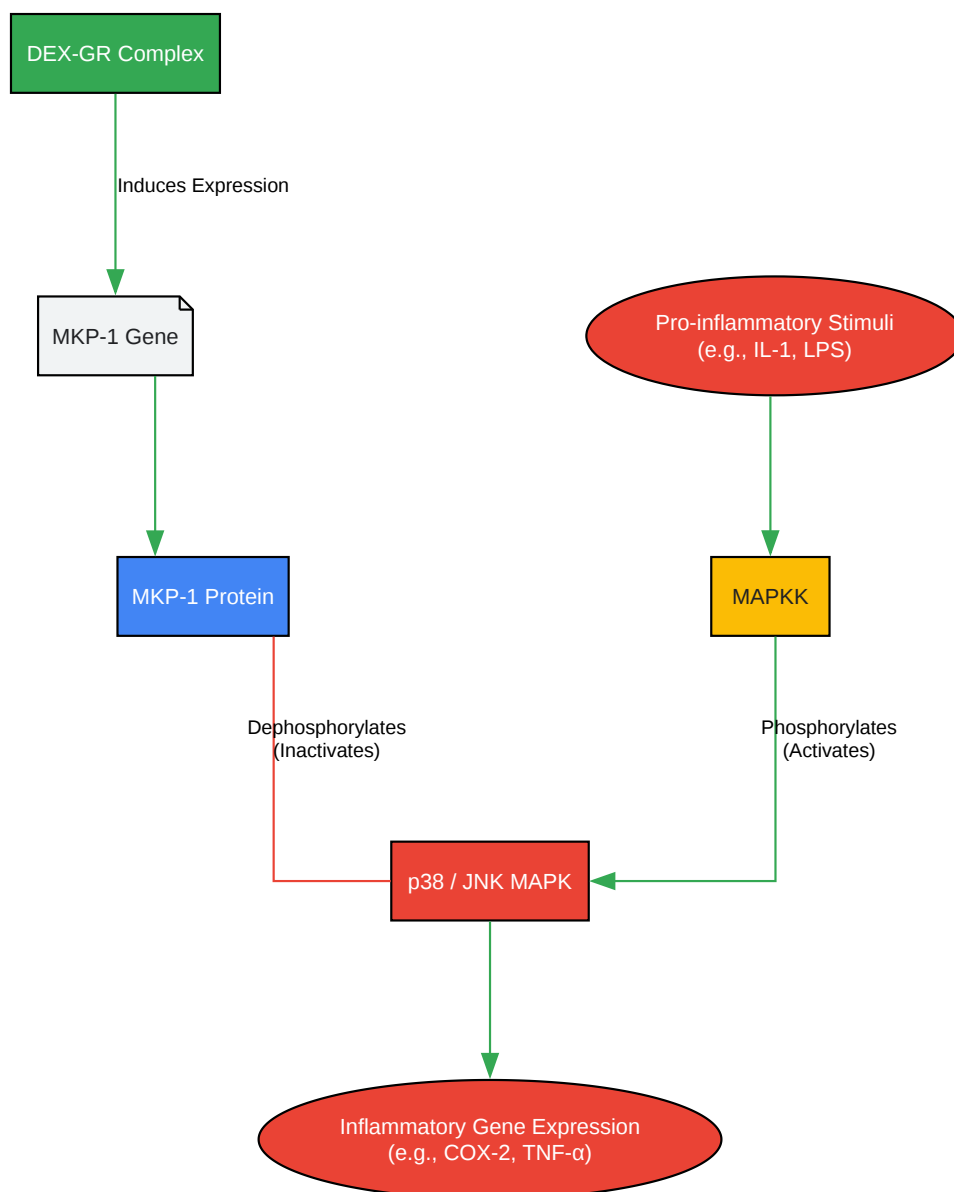 DEX-GR Complex
Induces Expression
MKP-1 Gene
Pro-inflammatory Stimuli
(e.g., IL-1, LPS)
MKP-1 Protein
MAPKK
Dephosphorylates
(Inactivates)
Phosphorylates
(Activates)
p38 / JNK MAPK
Inflammatory Gene Expression
(e.g., COX-2, TNF-α)